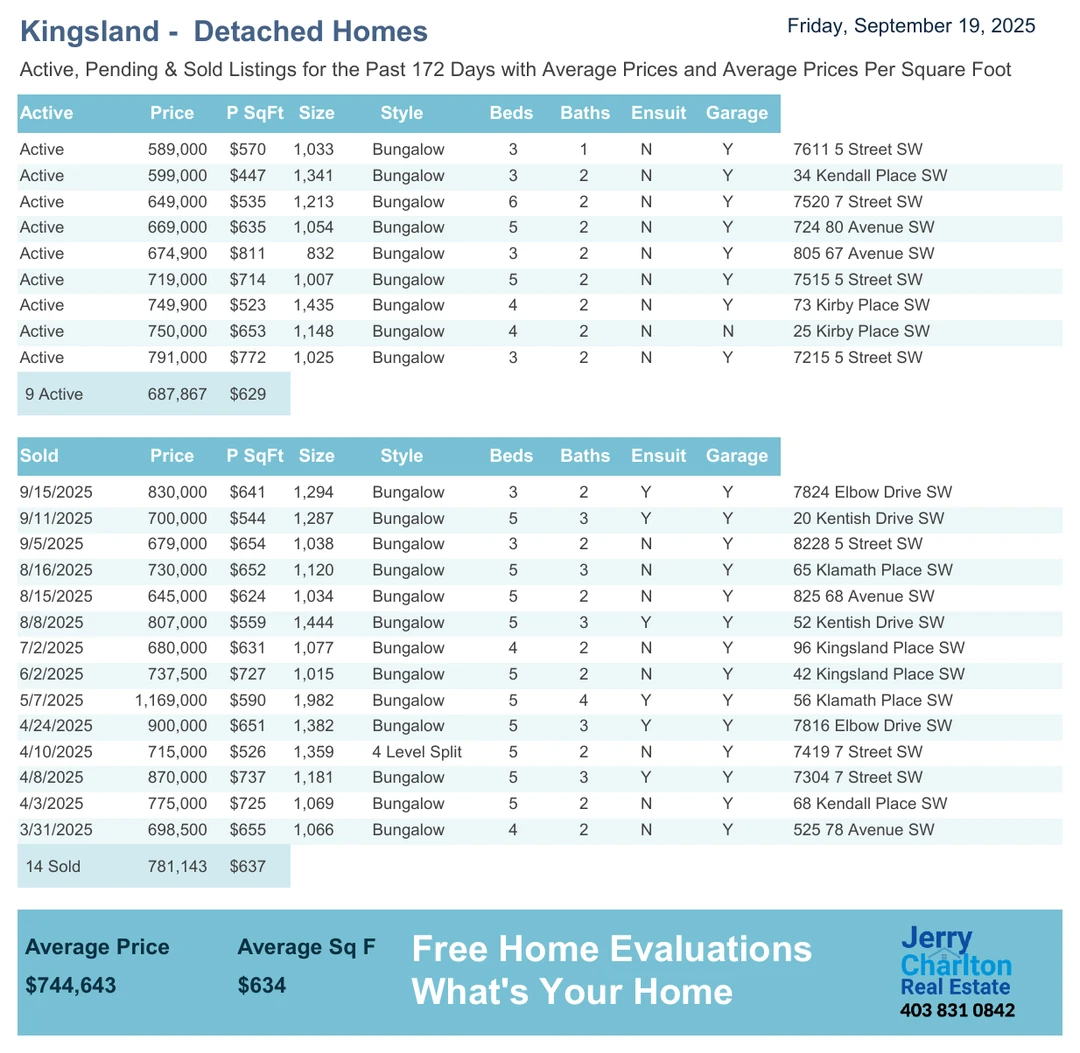 Kingsland -  Detached Homes
Friday, September 19, 2025
Active, Pending & Sold Listings for the Past 172 Days with Average Prices and Average Prices Per Square Foot
Active Price P SqFt Size Style Beds Baths Ensuit Garage
Active 589,000 $570 1,033 Bungalow 3 1 N Y 7611 5 Street SW
Active 599,000 $447 1,341 Bungalow 3 2 N Y 34 Kendall Place SW
Active 649,000 $535 1,213 Bungalow 6 2 N Y 7520 7 Street SW
Active 669,000 $635 1,054 Bungalow 5 2 N Y 724 80 Avenue SW
Active 674,900 $811 832 Bungalow 3 2 N Y 805 67 Avenue SW
Active 719,000 $714 1,007 Bungalow 5 2 N Y 7515 5 Street SW
Active 749,900 $523 1,435 Bungalow 4 2 N Y 73 Kirby Place SW
Active 750,000 $653 1,148 Bungalow 4 2 N N 25 Kirby Place SW
Active 791,000 $772 1,025 Bungalow 3 2 N Y 7215 5 Street SW
9 Active 687,867 $629
Sold Price P SqFt Size Style Beds Baths Ensuit Garage
9/15/2025 830,000 $641 1,294 Bungalow 3 2 Y Y 7824 Elbow Drive SW
9/11/2025 700,000 $544 1,287 Bungalow 5 3 Y Y 20 Kentish Drive SW
9/5/2025 679,000 $654 1,038 Bungalow 3 2 N Y 8228 5 Street SW
8/16/2025 730,000 $652 1,120 Bungalow 5 3 N Y 65 Klamath Place SW
8/15/2025 645,000 $624 1,034 Bungalow 5 2 N Y 825 68 Avenue SW
8/8/2025 807,000 $559 1,444 Bungalow 5 3 Y Y 52 Kentish Drive SW
7/2/2025 680,000 $631 1,077 Bungalow 4 2 N Y 96 Kingsland Place SW
6/2/2025 737,500 $727 1,015 Bungalow 5 2 N Y 42 Kingsland Place SW
5/7/2025 1,169,000 $590 1,982 Bungalow 5 4 Y Y 56 Klamath Place SW
4/24/2025 900,000 $651 1,382 Bungalow 5 3 Y Y 7816 Elbow Drive SW
4/10/2025 715,000 $526 1,359 4 Level Split 5 2 N Y 7419 7 Street SW
4/8/2025 870,000 $737 1,181 Bungalow 5 3 Y Y 7304 7 Street SW
4/3/2025 775,000 $725 1,069 Bungalow 5 2 N Y 68 Kendall Place SW
3/31/2025 698,500 $655 1,066 Bungalow 4 2 N Y 525 78 Avenue SW
14 Sold 781,143 $637
Average Price Average Sq F
$744,643 $634
Free Home Evaluations
What's Your Home
Jerry
Charlton
Real Estate
403 831 0842